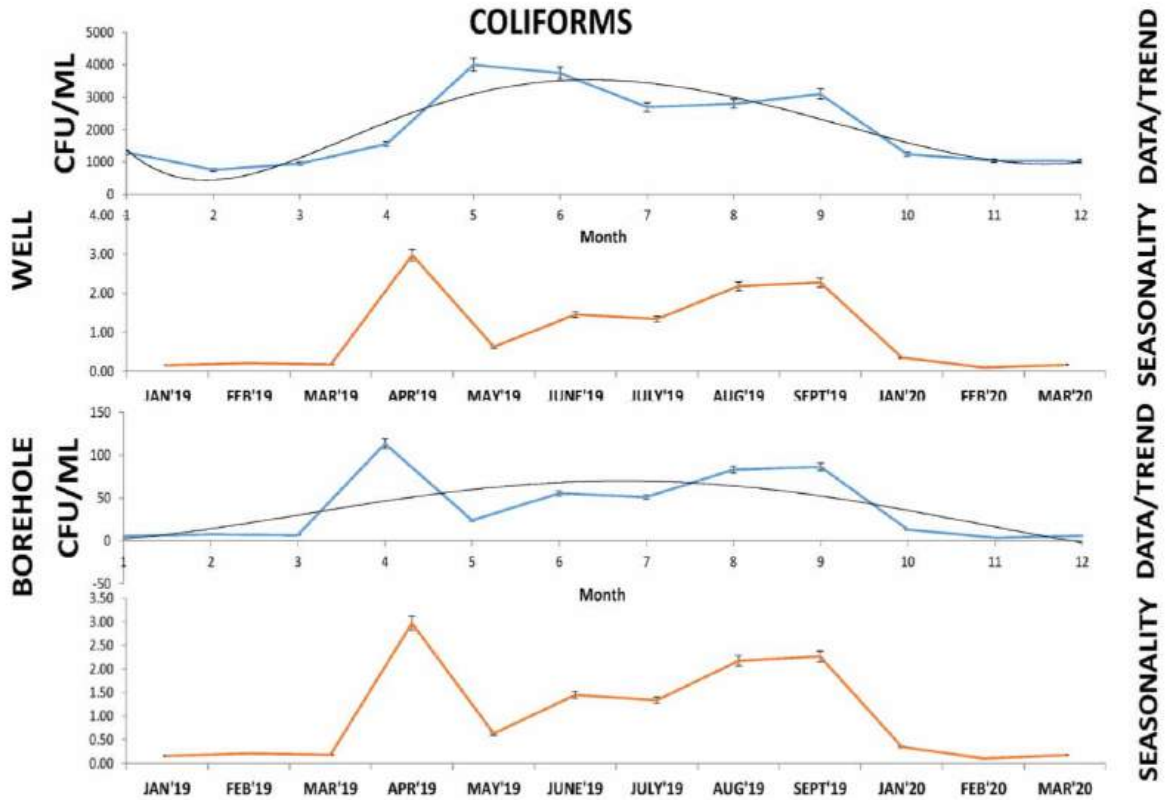 COLIFORMS
WELL
CFU/ML
5000
4000
3000
2000
1000
0
1 2 3 4 5 6 7 8 9 10 11 12
Month
DATA/TREND
4.00
3.00
2.00
1.00
0.00
JAN'19 FEB'19 MAR'19 APR'19 MAY'19 JUNE'19 JULY'19 AUG'19 SEPT'19 JAN'20 FEB'20 MAR'20
SEASONALITY
BOREHOLE
CFU/ML
150
100
50
0
-50
1 2 3 4 5 6 7 8 9 10 11 12
Month
DATA/TREND
3.50
3.00
2.50
2.00
1.50
1.00
0.50
0.00
JAN'19 FEB'19 MAR'19 APR'19 MAY'19 JUNE'19 JULY'19 AUG'19 SEPT'19 JAN'20 FEB'20 MAR'20
SEASONALITY